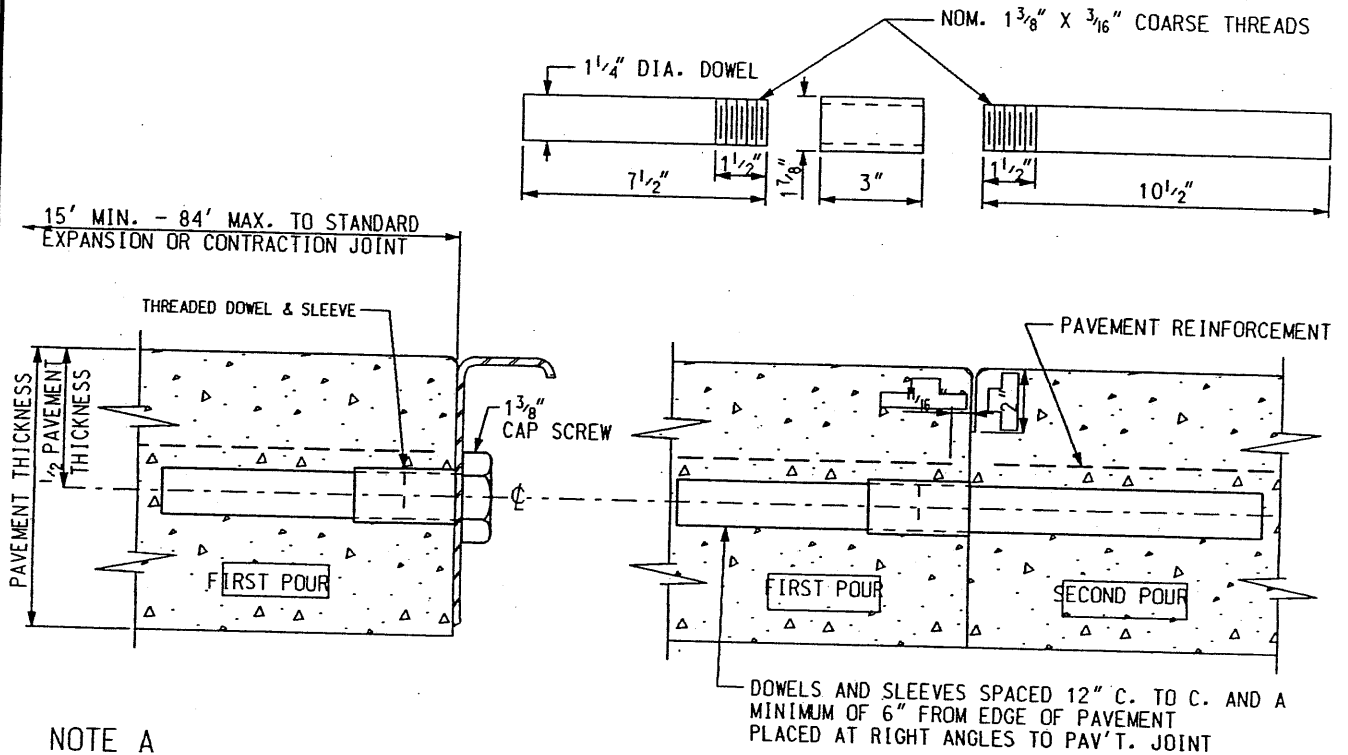 NOM. 1 3/8" X 3/16" COARSE THREADS
1 1/4" DIA. DOWEL
1 1/2"
7 1/2"
1 7/8"
3"
1 1/2"
10 1/2"
15' MIN. - 84' MAX. TO STANDARD
EXPANSION OR CONTRACTION JOINT
THREADED DOWEL & SLEEVE
PAVEMENT THICKNESS
1/2 PAVEMENT
THICKNESS
1 3/8"
CAP SCREW
℄
FIRST POUR
PAVEMENT REINFORCEMENT
2"
FIRST POUR
SECOND POUR
DOWELS AND SLEEVES SPACED 12" C. TO C. AND A
MINIMUM OF 6" FROM EDGE OF PAVEMENT
PLACED AT RIGHT ANGLES TO PAV'T. JOINT
NOTE A